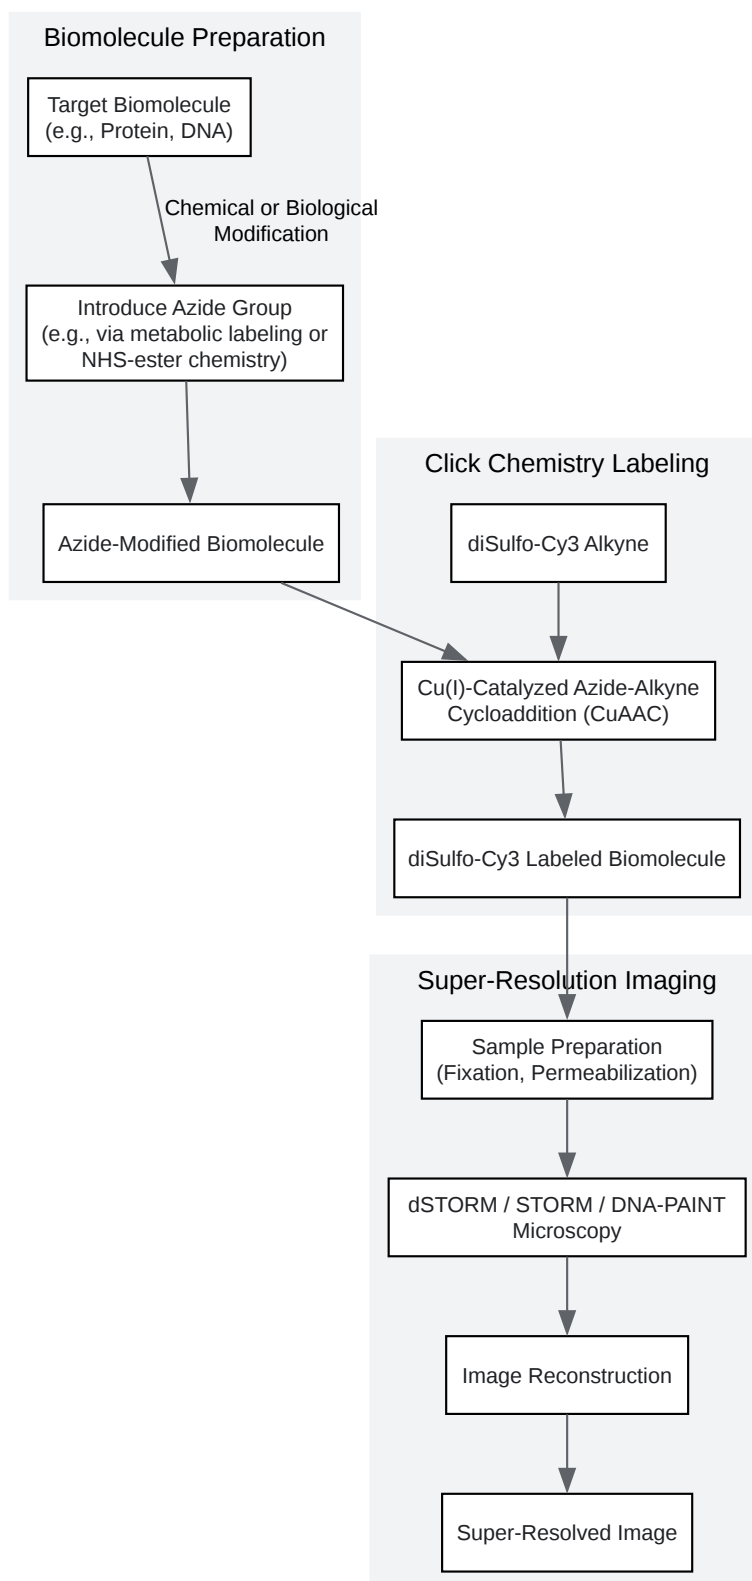 Biomolecule Preparation
Target Biomolecule
(e.g., Protein, DNA)
Chemical or Biological
Modification
Introduce Azide Group
(e.g., via metabolic labeling or
NHS-ester chemistry)
Azide-Modified Biomolecule
Click Chemistry Labeling
diSulfo-Cy3 Alkyne
Cu(I)-Catalyzed Azide-Alkyne
Cycloaddition (CuAAC)
diSulfo-Cy3 Labeled Biomolecule
Super-Resolution Imaging
Sample Preparation
(Fixation, Permeabilization)
dSTORM / STORM / DNA-PAINT
Microscopy
Image Reconstruction
Super-Resolved Image